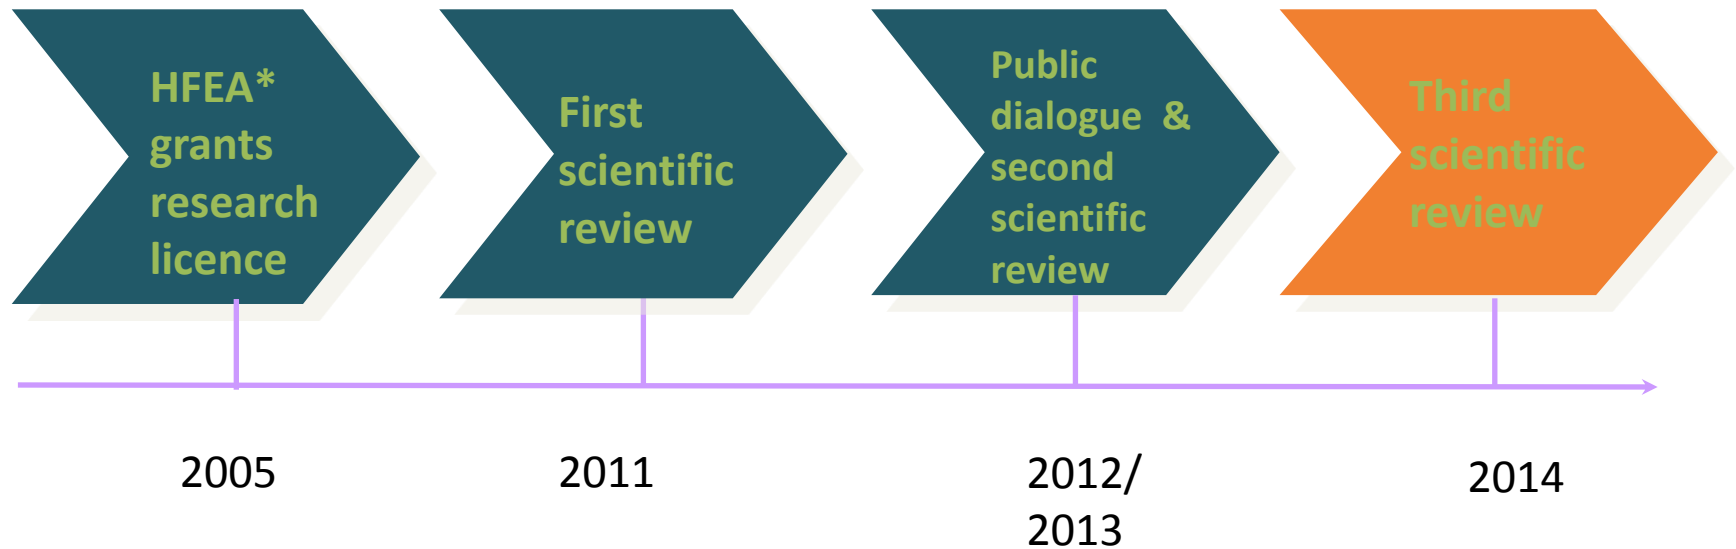 HFEA*
grants
research
licence
First
scientific
review
Public
dialogue &
second
scientific
review
Third
scientific
review
2005
2011
2012/
2013
2014